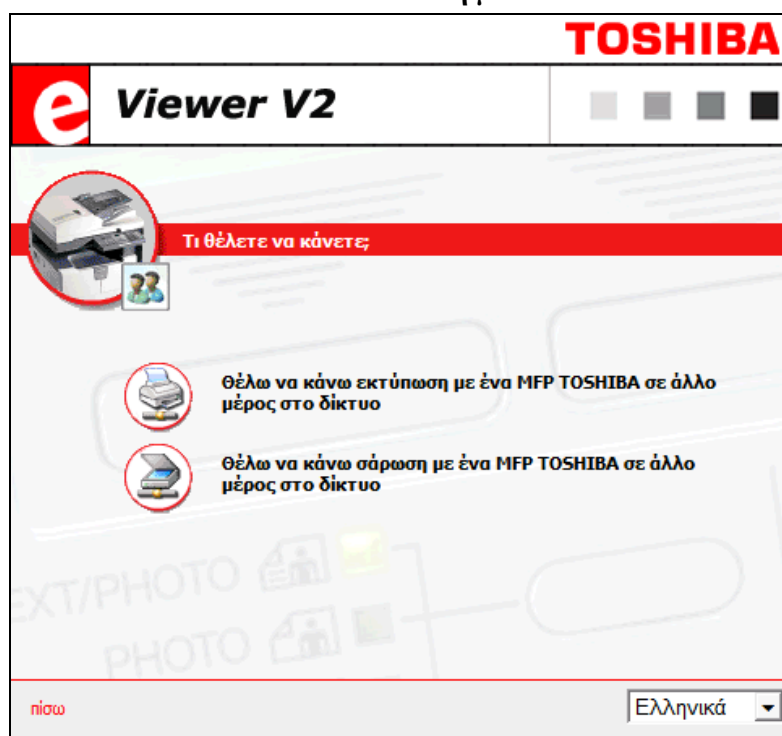 TOSHIBA
e Viewer V2
Τι θέλετε να κάνετε;
Θέλω να κάνω εκτύπωση με ένα MFP TOSHIBA σε άλλο
μέρος στο δίκτυο
Θέλω να κάνω σάρωση με ένα MFP TOSHIBA σε άλλο
μέρος στο δίκτυο
EXT/PHOTO
PHOTO
πίσω
Ελληνικά